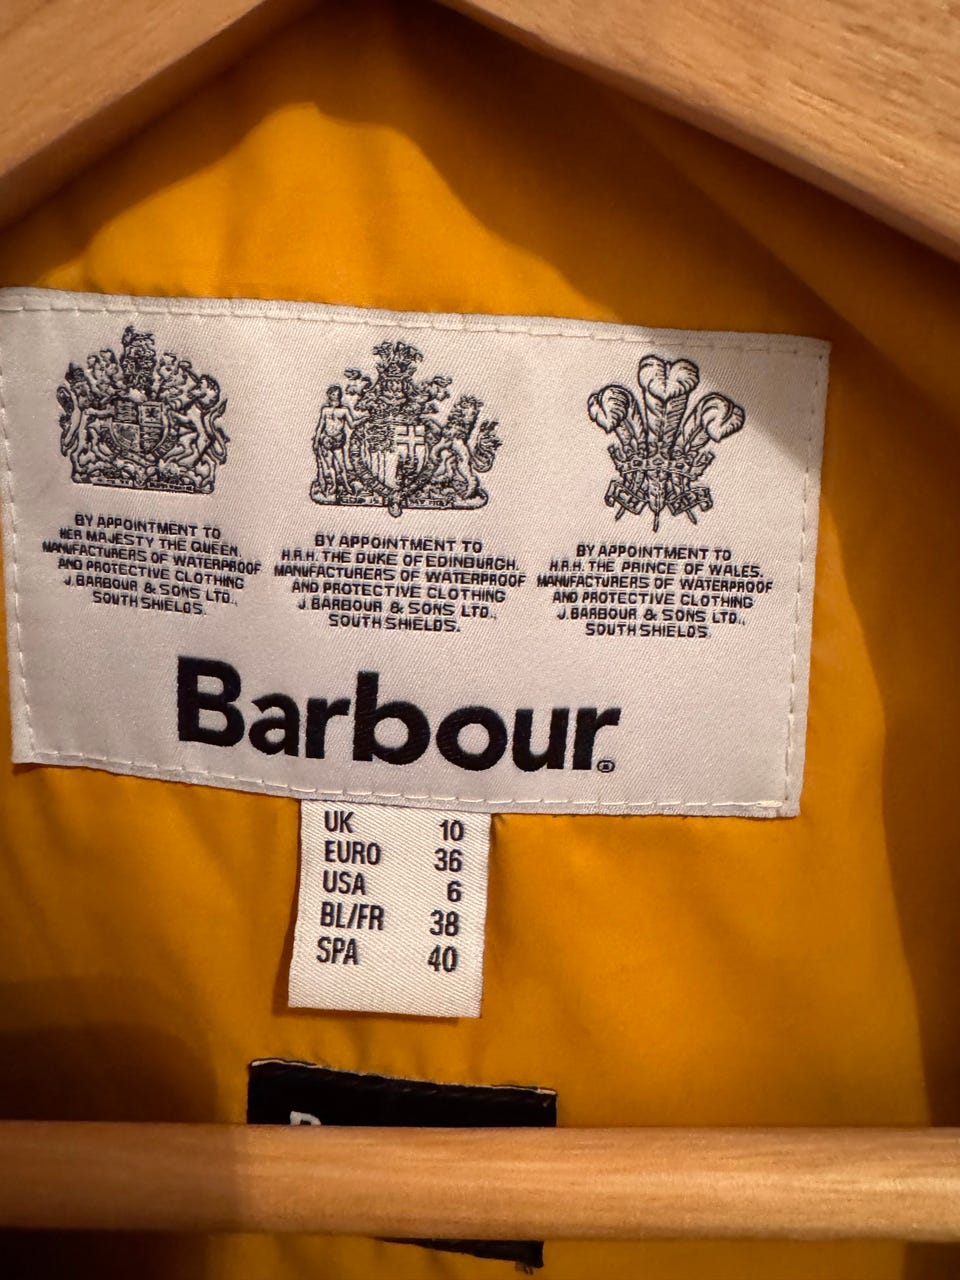 BY APPOINTMENT TO
HER MAJESTY THE QUEEN.
MANUFACTURERS OF WATERPROOF
AND PROTECTIVE CLOTHING
J.BARBOUR & SONS LTD.,
SOUTH SHIELDS.
BY APPOINTMENT TO
H.R.H. THE DUKE OF EDINBURGH.
MANUFACTURERS OF WATERPROOF
AND PROTECTIVE CLOTHING
J.BARBOUR & SONS LTD.,
SOUTH SHIELDS.
BY APPOINTMENT TO
H.R.H. THE PRINCE OF WALES.
MANUFACTURERS OF WATERPROOF
AND PROTECTIVE CLOTHING
J.BARBOUR & SONS LTD.,
SOUTH SHIELDS.
Barbour®
UK 10
EURO 36
USA 6
BL/FR 38
SPA 40